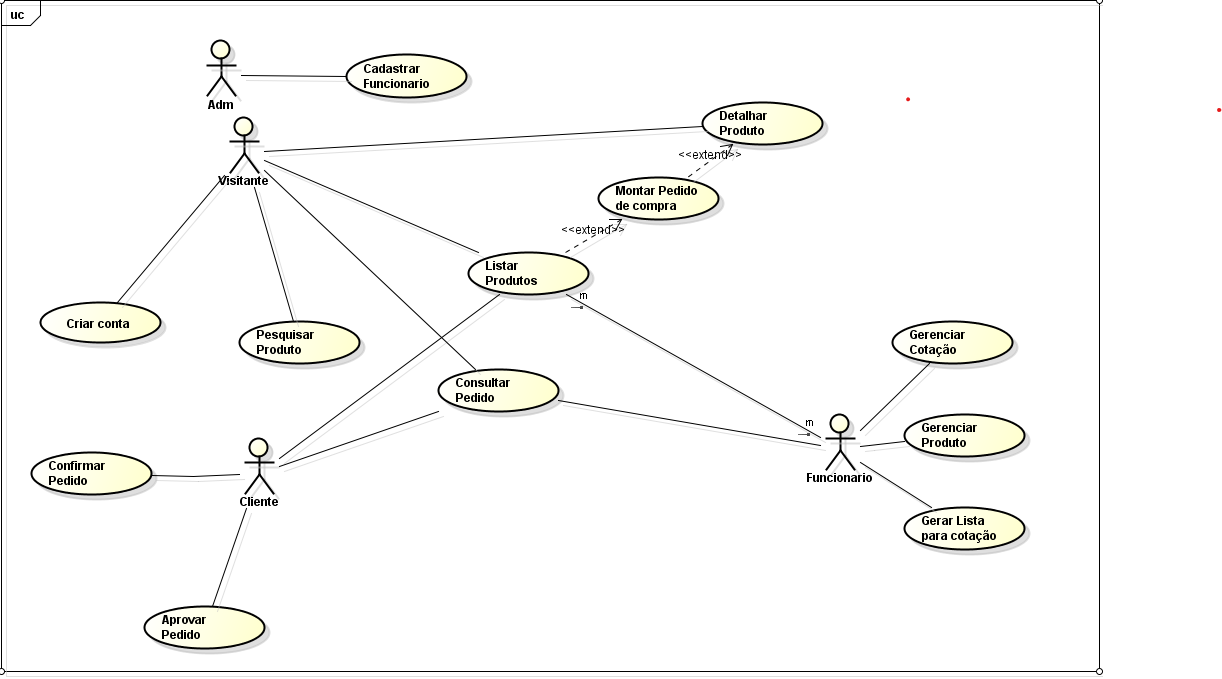 uc
Adm
Cadastrar
Funcionario
Visitante
Detalhar
Produto
<<extend>>
Montar Pedido
de compra
<<extend>>
Listar
Produtos
m
Criar conta
Pesquisar
Produto
Gerenciar
Cotação
Consultar
Pedido
m
Gerenciar
Produto
Funcionario
Confirmar
Pedido
Cliente
Gerar Lista
para cotação
Aprovar
Pedido